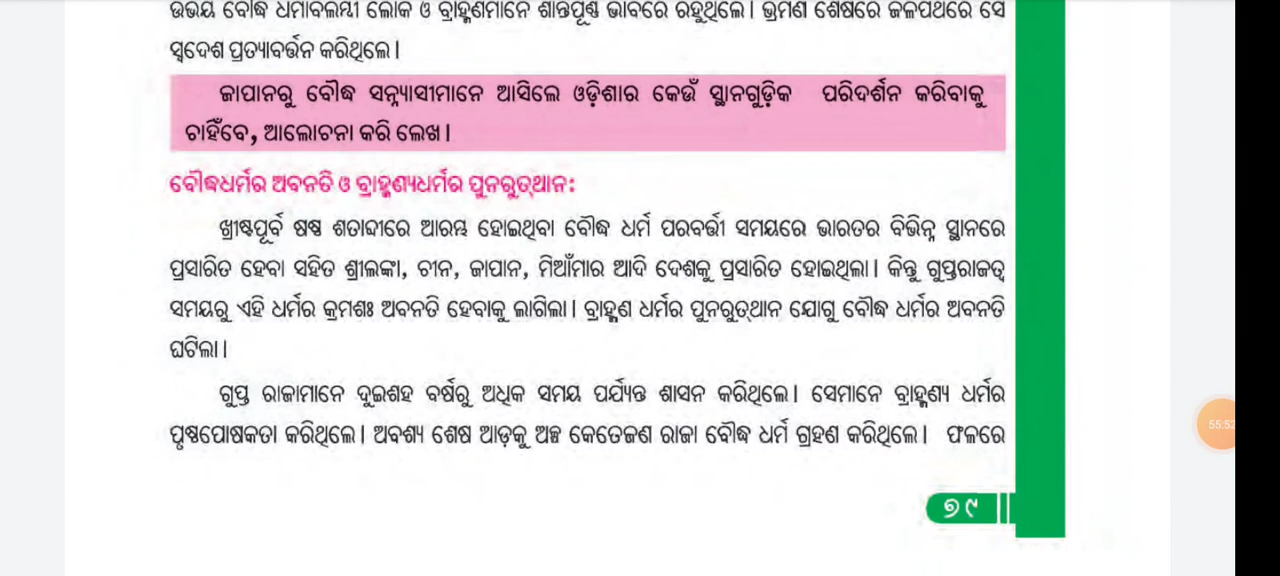 ଉଭୟ ବୌଦ୍ଧ ଧର୍ମାବଲମ୍ବୀ ଲୋକ ଓ ବ୍ରାହ୍ମଣମାନେ ଶାନ୍ତିପୂର୍ଣ୍ଣ ଭାବରେ ରହୁଥିଲେ। ଭ୍ରମଣ ଶେଷରେ ଜଳପଥରେ ସେ
ସ୍ୱଦେଶ ପ୍ରତ୍ୟାବର୍ତ୍ତନ କରିଥିଲେ।
ଜାପାନରୁ ବୌଦ୍ଧ ସନ୍ନ୍ୟାସୀମାନେ ଆସିଲେ ଓଡ଼ିଶାର କେଉଁ ସ୍ଥାନଗୁଡ଼ିକ ପରିଦର୍ଶନ କରିବାକୁ
ଚାହିଁବେ, ଆଲୋଚନା କରି ଲେଖ।
ବୌଦ୍ଧଧର୍ମର ଅବନତି ଓ ବ୍ରାହ୍ମଣ୍ୟଧର୍ମର ପୁନରୁତ୍‌ଥାନ:
ଖ୍ରୀଷ୍ଟପୂର୍ବ ଷଷ୍ଠ ଶତାବ୍ଦୀରେ ଆରମ୍ଭ ହୋଇଥିବା ବୌଦ୍ଧ ଧର୍ମ ପରବର୍ତ୍ତୀ ସମୟରେ ଭାରତର ବିଭିନ୍ନ ସ୍ଥାନରେ
ପ୍ରସାରିତ ହେବା ସହିତ ଶ୍ରୀଲଙ୍କା, ଚୀନ, ଜାପାନ, ମିଆଁମାର ଆଦି ଦେଶକୁ ପ୍ରସାରିତ ହୋଇଥିଲା। କିନ୍ତୁ ଗୁପ୍ତରାଜତ୍ୱ
ସମୟରୁ ଏହି ଧର୍ମର କ୍ରମଶଃ ଅବନତି ହେବାକୁ ଲାଗିଲା। ବ୍ରାହ୍ମଣ ଧର୍ମର ପୁନରୁତ୍‌ଥାନ ଯୋଗୁ ବୌଦ୍ଧ ଧର୍ମର ଅବନତି
ଘଟିଲା।
ଗୁପ୍ତ ରାଜାମାନେ ଦୁଇଶହ ବର୍ଷରୁ ଅଧିକ ସମୟ ପର୍ଯ୍ୟନ୍ତ ଶାସନ କରିଥିଲେ। ସେମାନେ ବ୍ରାହ୍ମଣ୍ୟ ଧର୍ମର
ପୃଷ୍ଠପୋଷକତା କରିଥିଲେ। ଅବଶ୍ୟ ଶେଷ ଆଡ଼କୁ ଅଳ୍ପ କେତେଜଣ ରାଜା ବୌଦ୍ଧ ଧର୍ମ ଗ୍ରହଣ କରିଥିଲେ। ଫଳରେ
୭୯